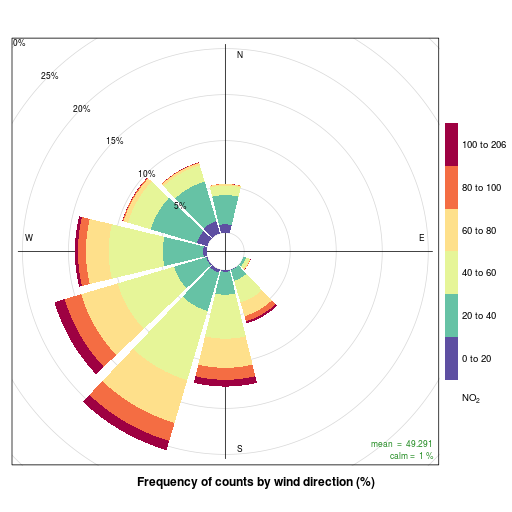 0%
25%
20%
15%
10%
5%
N
W
E
S
100 to 206
80 to 100
60 to 80
40 to 60
20 to 40
0 to 20
NO2
mean = 49.291
calm = 1 %
Frequency of counts by wind direction (%)